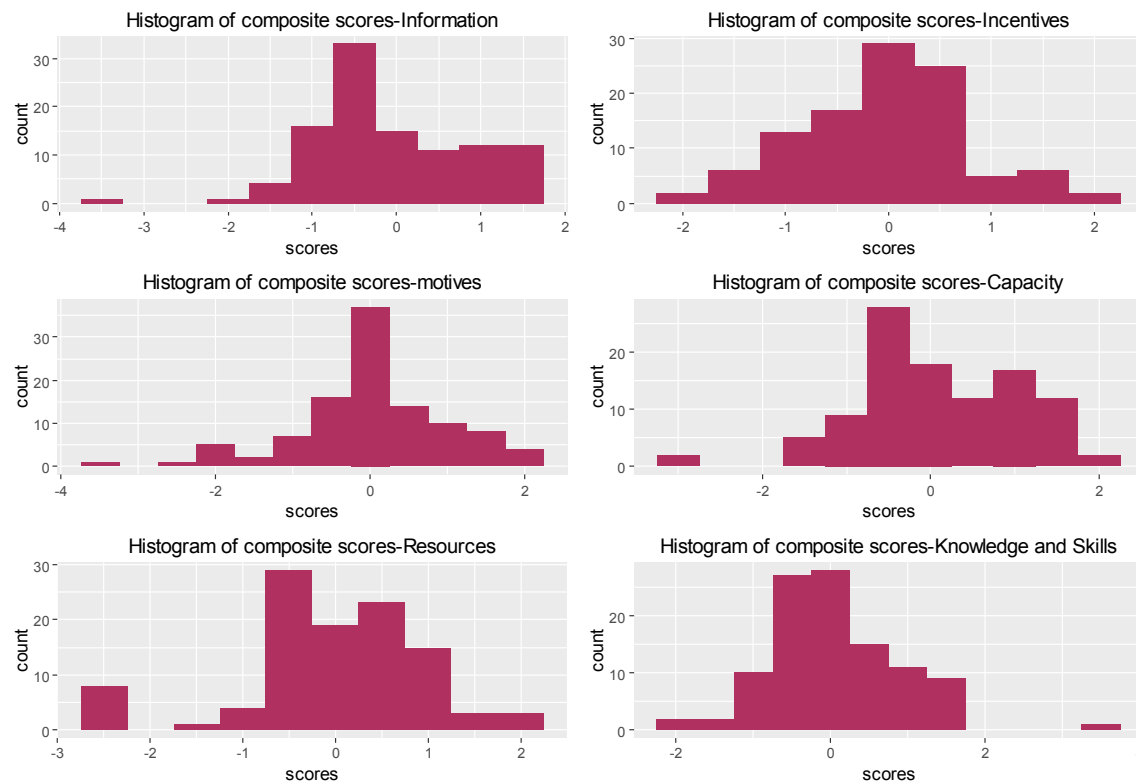 Histogram of composite scores-Information
30
20
10
0
count
-4 -3 -2 -1 0 1 2
scores
Histogram of composite scores-Incentives
30
20
10
0
count
-2 -1 0 1 2
scores
Histogram of composite scores-motives
30
20
10
0
count
-4 -2 0 2
scores
Histogram of composite scores-Capacity
20
10
0
count
-2 0 2
scores
Histogram of composite scores-Resources
30
20
10
0
count
-3 -2 -1 0 1 2
scores
Histogram of composite scores-Knowledge and Skills
30
20
10
0
count
-2 0 2
scores